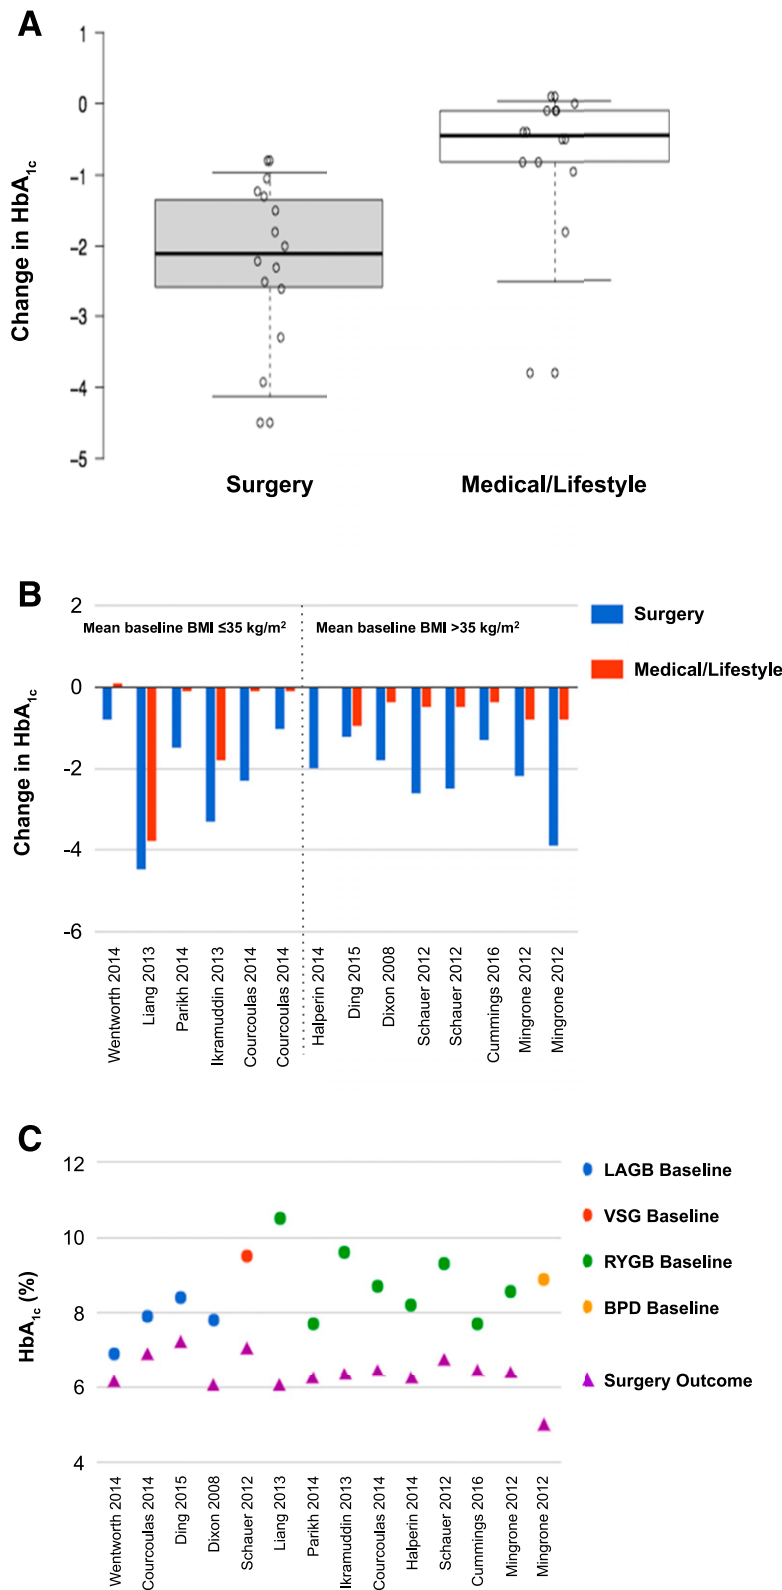 A
1
0
−1
−2
−3
−4
−5
Change in HbA1c
Surgery
Medical/Lifestyle
B
2
0
-2
-4
-6
Change in HbA1c
Mean baseline BMI ≤35 kg/m²
Mean baseline BMI >35 kg/m²
Surgery
Medical/Lifestyle
Wentworth 2014
Liang 2013
Parikh 2014
Ikramuddin 2013
Courcoulas 2014
Courcoulas 2014
Halperin 2014
Ding 2015
Dixon 2008
Schauer 2012
Schauer 2012
Cummings 2016
Mingrone 2012
Mingrone 2012
C
12
10
8
6
4
HbA1c (%)
LAGB Baseline
VSG Baseline
RYGB Baseline
BPD Baseline
Surgery Outcome
Wentworth 2014
Courcoulas 2014
Ding 2015
Dixon 2008
Schauer 2012
Liang 2013
Parikh 2014
Ikramuddin 2013
Courcoulas 2014
Halperin 2014
Schauer 2012
Cummings 2016
Mingrone 2012
Mingrone 2012